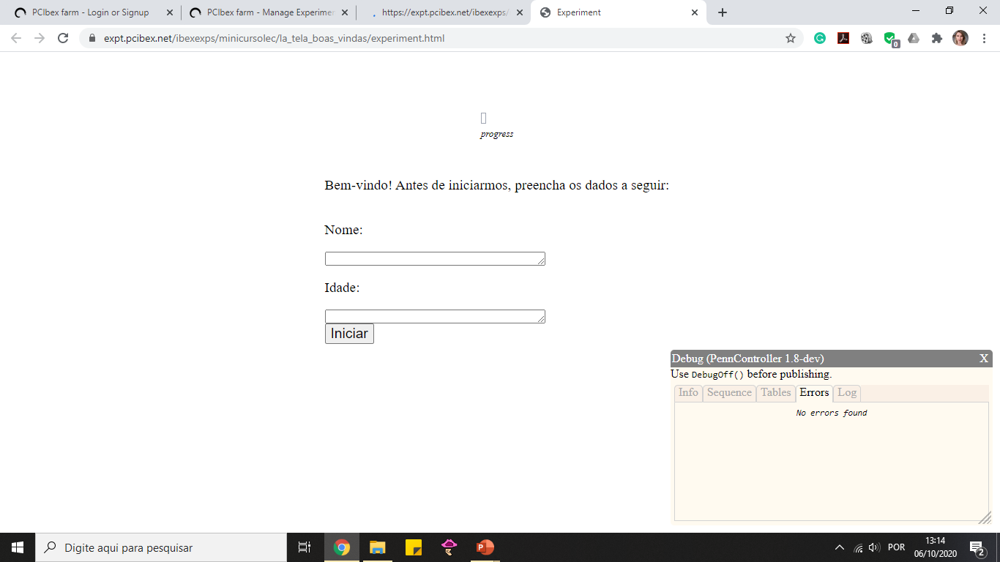 PCIbex farm - Login or Signup
PCIbex farm - Manage Experimen
https://expt.pcibex.net/ibexexps/
Experiment
expt.pcibex.net/ibexexps/minicursolec/la_tela_boas_vindas/experiment.html
0
progress
Bem-vindo! Antes de iniciarmos, preencha os dados a seguir:
Nome:
Idade:
Iniciar
Debug (PennController 1.8-dev)
X
Use DebugOff() before publishing.
Info Sequence Tables Errors Log
No errors found
Digite aqui para pesquisar
POR
13:14
06/10/2020
2